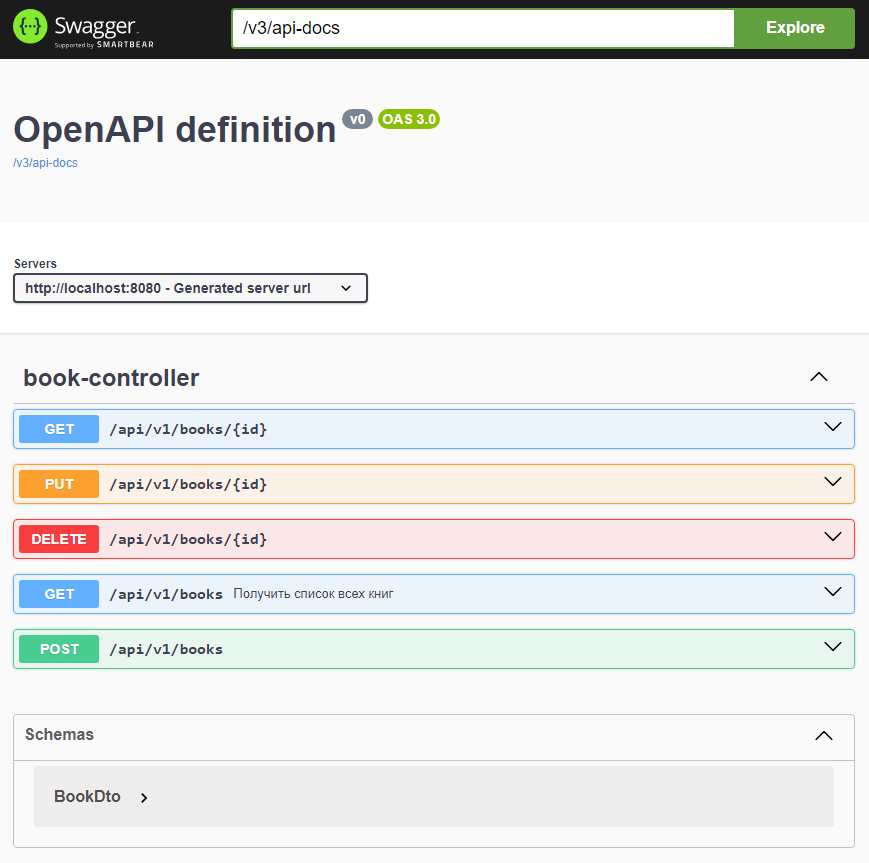 Swagger
Supported by SMARTBEAR
/v3/api-docs
Explore
OpenAPI definition v0 OAS 3.0
/v3/api-docs
Servers
http://localhost:8080 - Generated server url
book-controller
GET /api/v1/books/{id}
PUT /api/v1/books/{id}
DELETE /api/v1/books/{id}
GET /api/v1/books Получить список всех книг
POST /api/v1/books
Schemas
BookDto